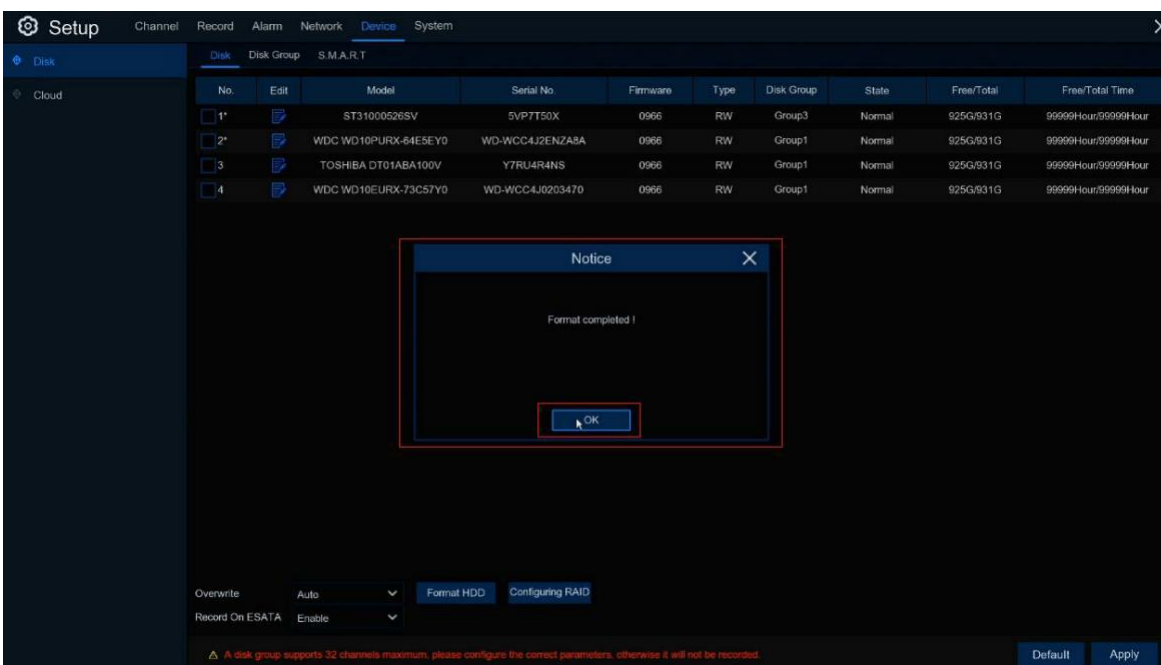 Setup Channel Record Alarm Network Device System
Disk Disk Group S.M.A.R.T
Disk
Cloud
No. Edit Model Serial No. Firmware Type Disk Group State Free/Total Free/Total Time
1* ST31000526SV 5VP7T50X 0966 RW Group3 Normal 925G/931G 99999Hour/99999Hour
2* WDC WD10PURX-64E5EY0 WD-WCC4J2ENZA8A 0966 RW Group1 Normal 925G/931G 99999Hour/99999Hour
3 TOSHIBA DT01ABA100V Y7RU4R4NS 0966 RW Group1 Normal 925G/931G 99999Hour/99999Hour
4 WDC WD10EURX-73C57Y0 WD-WCC4J0203470 0966 RW Group1 Normal 925G/931G 99999Hour/99999Hour
Notice
Format completed !
OK
Overwrite Auto Format HDD Configuring RAID
Record On ESATA Enable
A disk group supports 32 channels maximum, please configure the correct parameters, otherwise it will not be recorded.
Default Apply